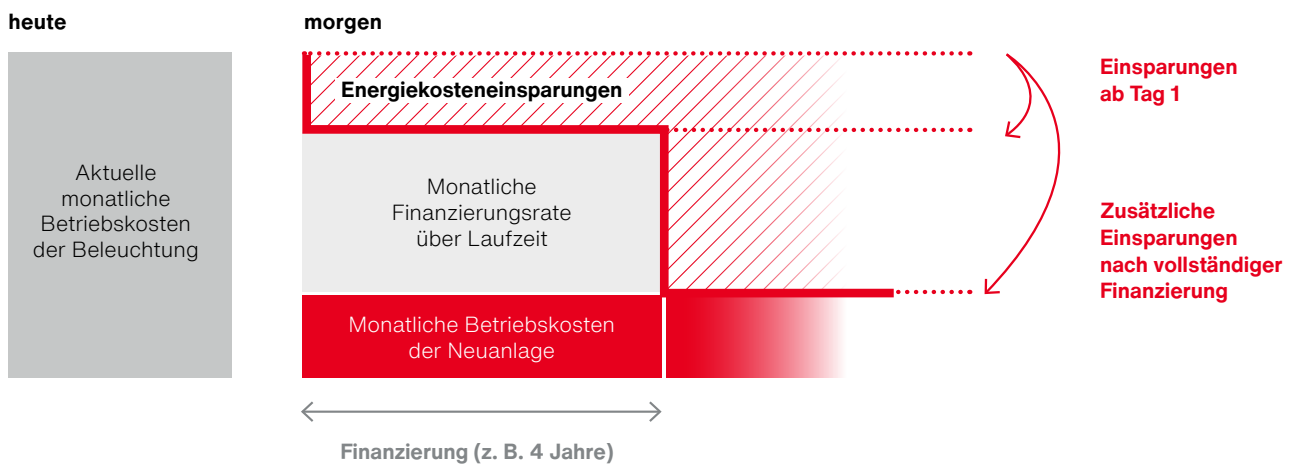 heute
morgen
Aktuelle
monatliche
Betriebskosten
der Beleuchtung
Energiekosteneinsparungen
Monatliche
Finanzierungsrate
über Laufzeit
Monatliche Betriebskosten
der Neuanlage
Einsparungen
ab Tag 1
Zusätzliche
Einsparungen
nach vollständiger
Finanzierung
Finanzierung (z. B. 4 Jahre)